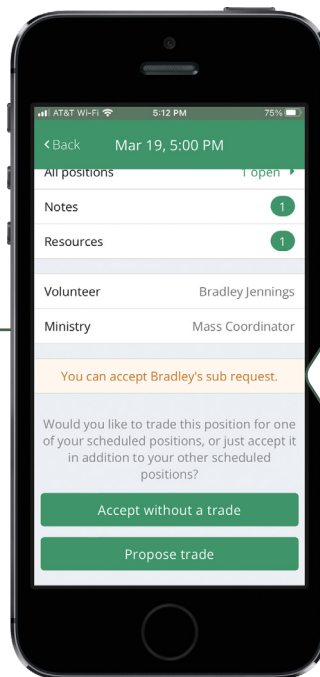 AT&T Wi-Fi 5:12 PM 75%
Back Mar 19, 5:00 PM
All positions 1 open
Notes 1
Resources 1
Volunteer Bradley Jennings
Ministry Mass Coordinator
You can accept Bradley's sub request.
Would you like to trade this position for one
of your scheduled positions, or just accept it
in addition to your other scheduled
positions?
Accept without a trade
Propose trade